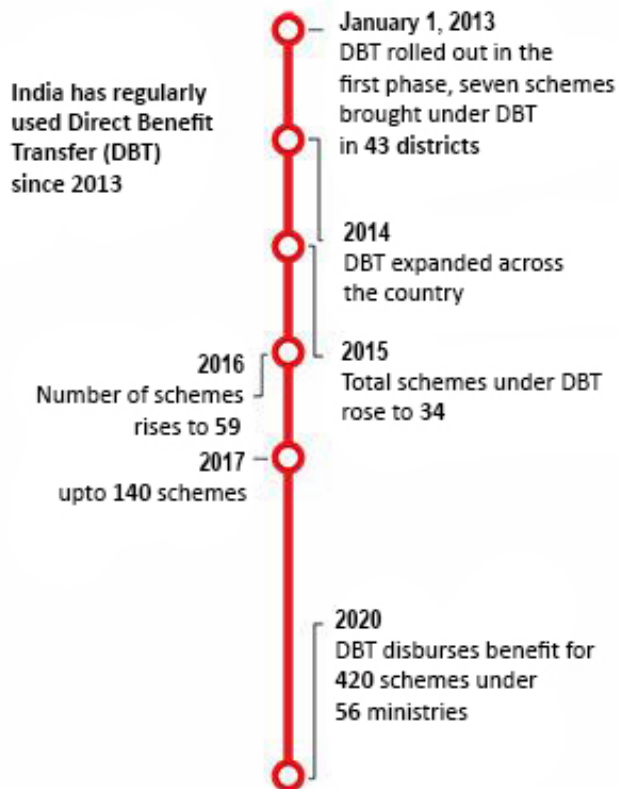 India has regularly
used Direct Benefit
Transfer (DBT)
since 2013
January 1, 2013
DBT rolled out in the
first phase, seven schemes
brought under DBT
in 43 districts
2014
DBT expanded across
the country
2015
Total schemes under DBT
rose to 34
2016
Number of schemes
rises to 59
2017
upto 140 schemes
2020
DBT disburses benefit for
420 schemes under
56 ministries